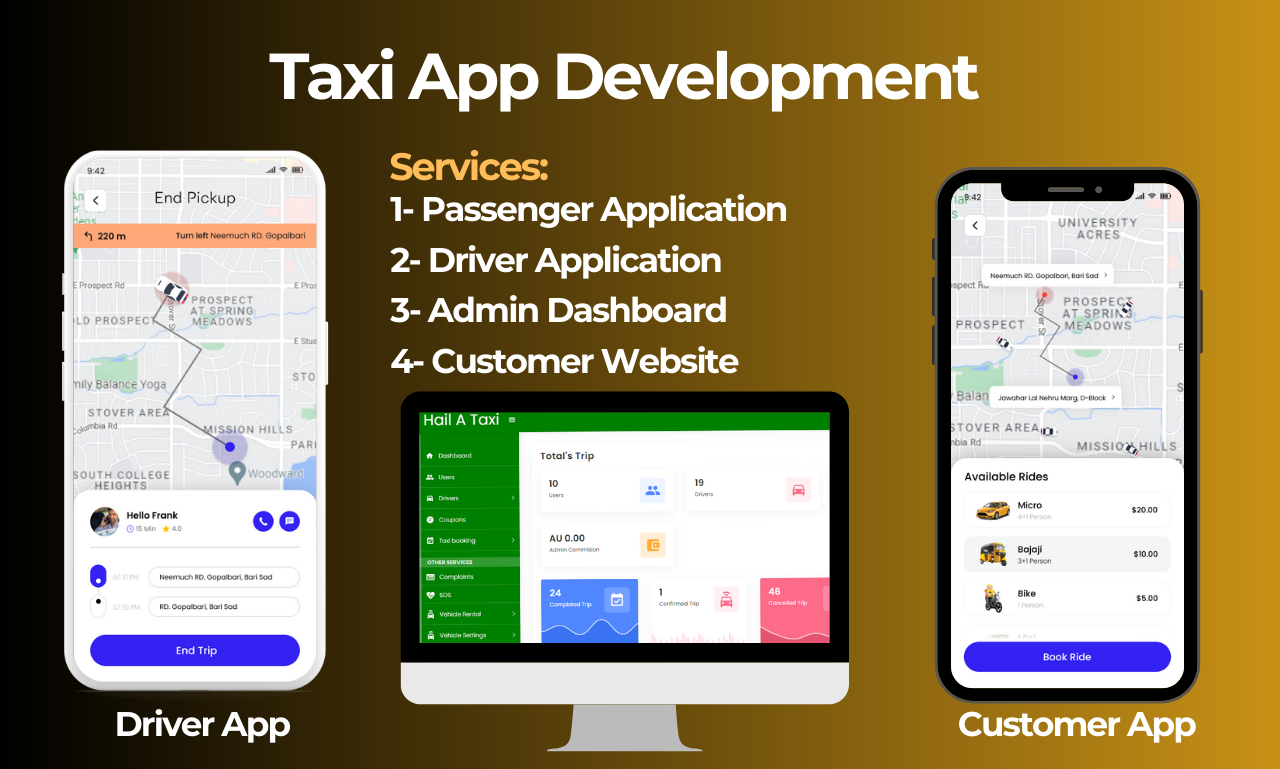 Taxi App Development
Services:
1- Passenger Application
2- Driver Application
3- Admin Dashboard
4- Customer Website
9:42
End Pickup
220 m
Turn left Neemuch RD. Gopalbari
E Prospect Rd
PROSPECT
AT SPRING
MEADOWS
OLD PROSPECT
Stover St
mily Balance Yoga
STOVER AREA
Columbia Rd
MISSION HILLS
SOUTH COLLEGE
HEIGHTS
Woodward
Hello Frank
15 Min 4.0
02:10 PM
Neemuch RD. Gopalbari, Bari Sad
02:30 PM
RD. Gopalbari, Bari Sad
End Trip
Driver App
Hail A Taxi
Dashboard
Users
Drivers
Coupons
Taxi booking
OTHER SERVICES
Complaints
SOS
Vehicle Rental
Vehicle Settings
Total's Trip
10
Users
19
Drivers
AU 0.00
Admin Commision
24
Completed Trip
1
Confirmed Trip
46
Cancelled Trip
9:42
UNIVERSITY
ACRES
Neemuch RD. Gopalbari, Bari Sad
PROSPECT
AT SPRING
MEADOWS
PROSPECT
Jawahar Lal Nehru Marg, D-Block
STOVER AREA
MISSION HILLS
Available Rides
Micro
4+1 Person
$20.00
Bajaji
3+1 Person
$10.00
Bike
1 Person
$5.00
Book Ride
Customer App